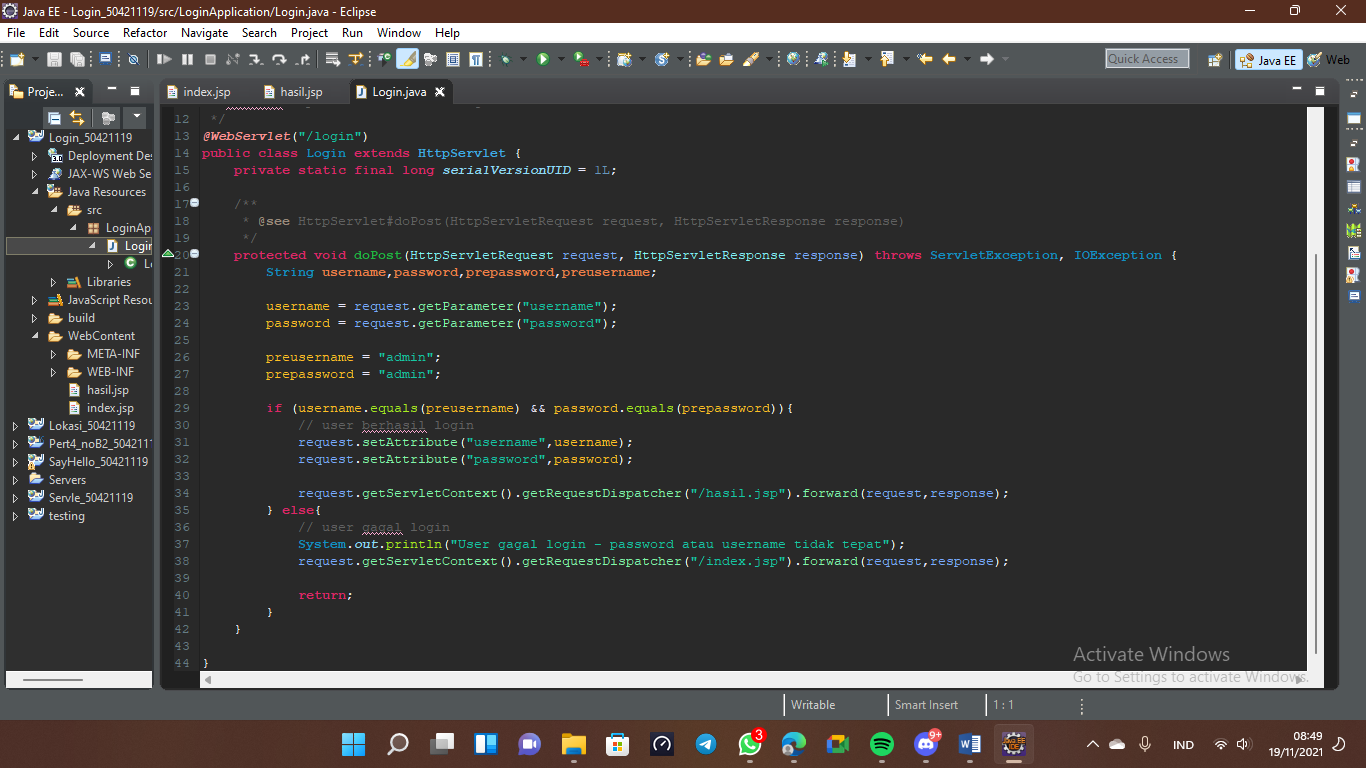 Java EE - Login_50421119/src/LoginApplication/Login.java - Eclipse
File Edit Source Refactor Navigate Search Project Run Window Help
Quick Access
Java EE
Web
Proje...
index.jsp
hasil.jsp
Login.java
Login_50421119
Deployment Des
JAX-WS Web Se
Java Resources
src
LoginAp
Login
Libraries
JavaScript Resou
build
WebContent
META-INF
WEB-INF
hasil.jsp
index.jsp
Lokasi_50421119
Pert4_noB2_504211
SayHello_50421119
Servers
Servle_50421119
testing
12 */
13 @WebServlet("/login")
14 public class Login extends HttpServlet {
15 private static final long serialVersionUID = 1L;
16
17 /**
18 * @see HttpServlet#doPost(HttpServletRequest request, HttpServletResponse response)
19 */
20 protected void doPost(HttpServletRequest request, HttpServletResponse response) throws ServletException, IOException {
21 String username,password,prepassword,preusername;
22
23 username = request.getParameter("username");
24 password = request.getParameter("password");
25
26 preusername = "admin";
27 prepassword = "admin";
28
29 if (username.equals(preusername) && password.equals(prepassword)){
30 // user berhasil login
31 request.setAttribute("username",username);
32 request.setAttribute("password",password);
33
34 request.getServletContext().getRequestDispatcher("/hasil.jsp").forward(request,response);
35 } else{
36 // user gagal login
37 System.out.println("User gagal login - password atau username tidak tepat");
38 request.getServletContext().getRequestDispatcher("/index.jsp").forward(request,response);
39
40 return;
41 }
42 }
43
44 }
Activate Windows
Go to Settings to activate Windows.
Writable
Smart Insert
1 : 1
3
9+
IND
08:49
19/11/2021